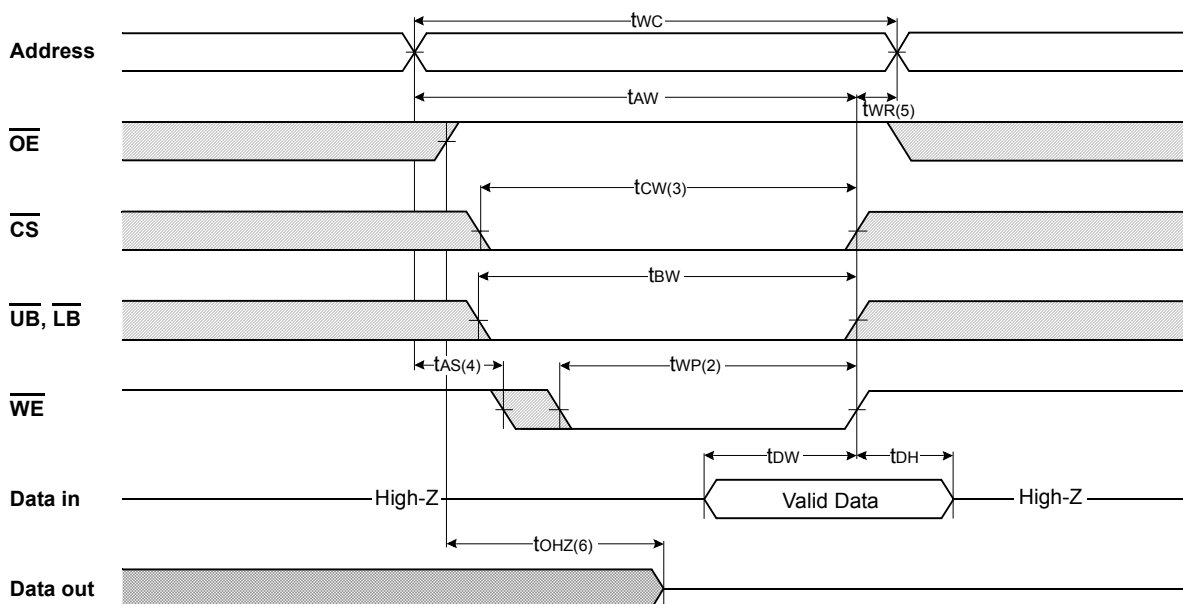 tWC
Address
tAW
tWR(5)
OE
tCW(3)
CS
tBW
UB, LB
tAS(4)
tWP(2)
WE
tDW
tDH
Data in
High-Z
Valid Data
High-Z
tOHZ(6)
Data out